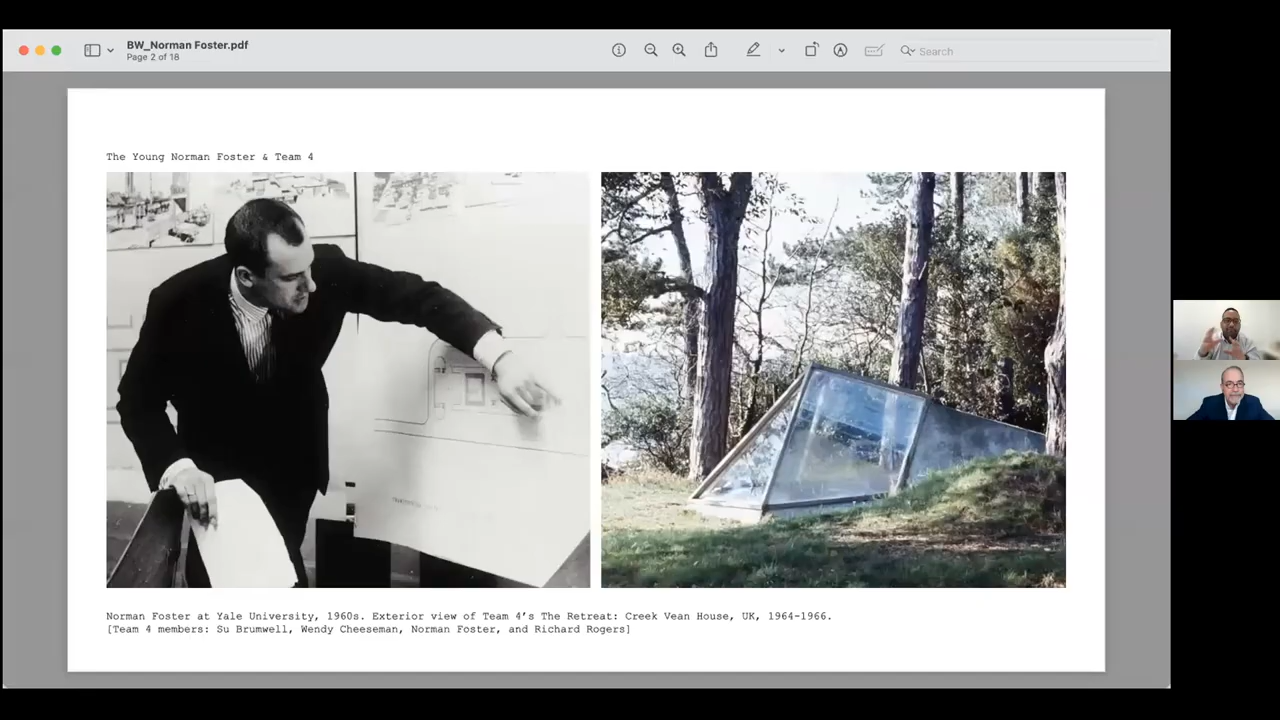 BW_Norman Foster.pdf
Page 2 of 18
Search
The Young Norman Foster & Team 4
Norman Foster at Yale University, 1960s. Exterior view of Team 4’s The Retreat: Creek Vean House, UK, 1964-1966.
[Team 4 members: Su Brumwell, Wendy Cheeseman, Norman Foster, and Richard Rogers]